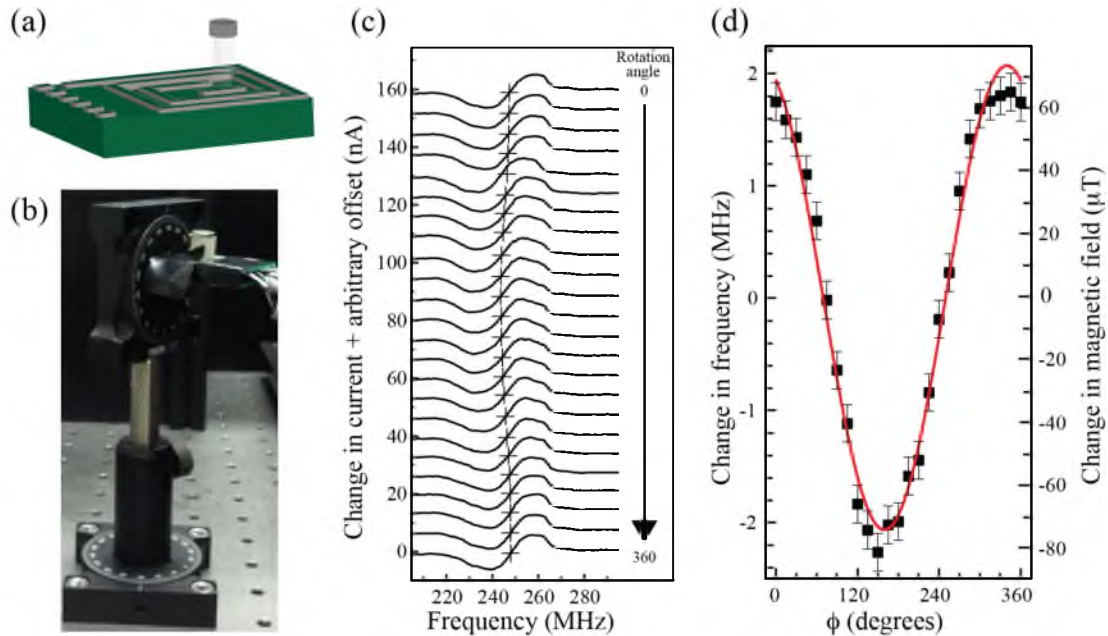 (a)
(b)
(c)
Change in current + arbitrary offset (nA)
160
140
120
100
80
60
40
20
0
220 240 260 280
Frequency (MHz)
Rotation
angle
0
360
(d)
Change in frequency (MHz)
2
1
0
-1
-2
0 120 240 360
ϕ (degrees)
60
40
20
0
-20
-40
-60
-80
Change in magnetic field (μT)